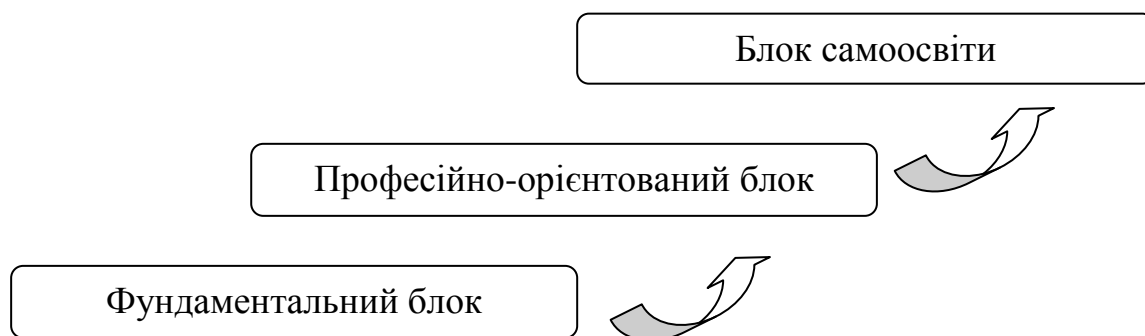 Блок самоосвіти
Професійно-орієнтований блок
Фундаментальний блок